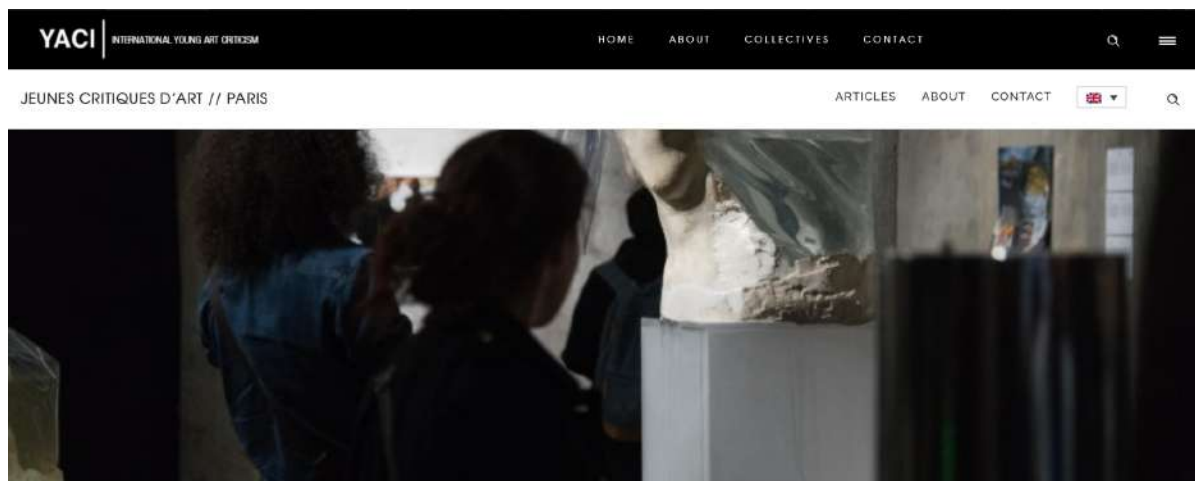 YACI INTERNATIONAL YOUNG ART CRITICISM HOME ABOUT COLLECTIVES CONTACT
JEUNES CRITIQUES D'ART // PARIS ARTICLES ABOUT CONTACT